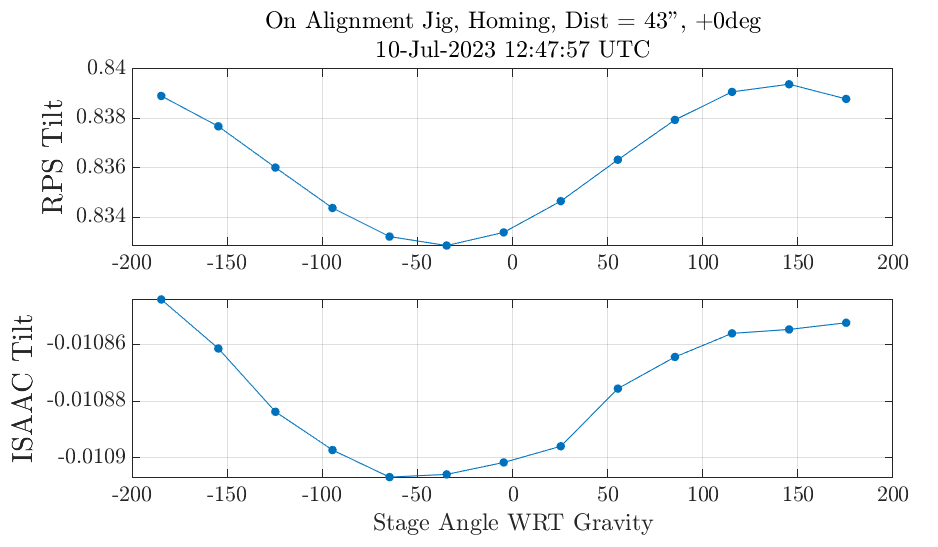 On Alignment Jig, Homing, Dist = 43”, +0deg
10-Jul-2023 12:47:57 UTC
RPS Tilt
0.84
0.838
0.836
0.834
-200 -150 -100 -50 0 50 100 150 200
ISAAC Tilt
-0.01086
-0.01088
-0.0109
-200 -150 -100 -50 0 50 100 150 200
Stage Angle WRT Gravity